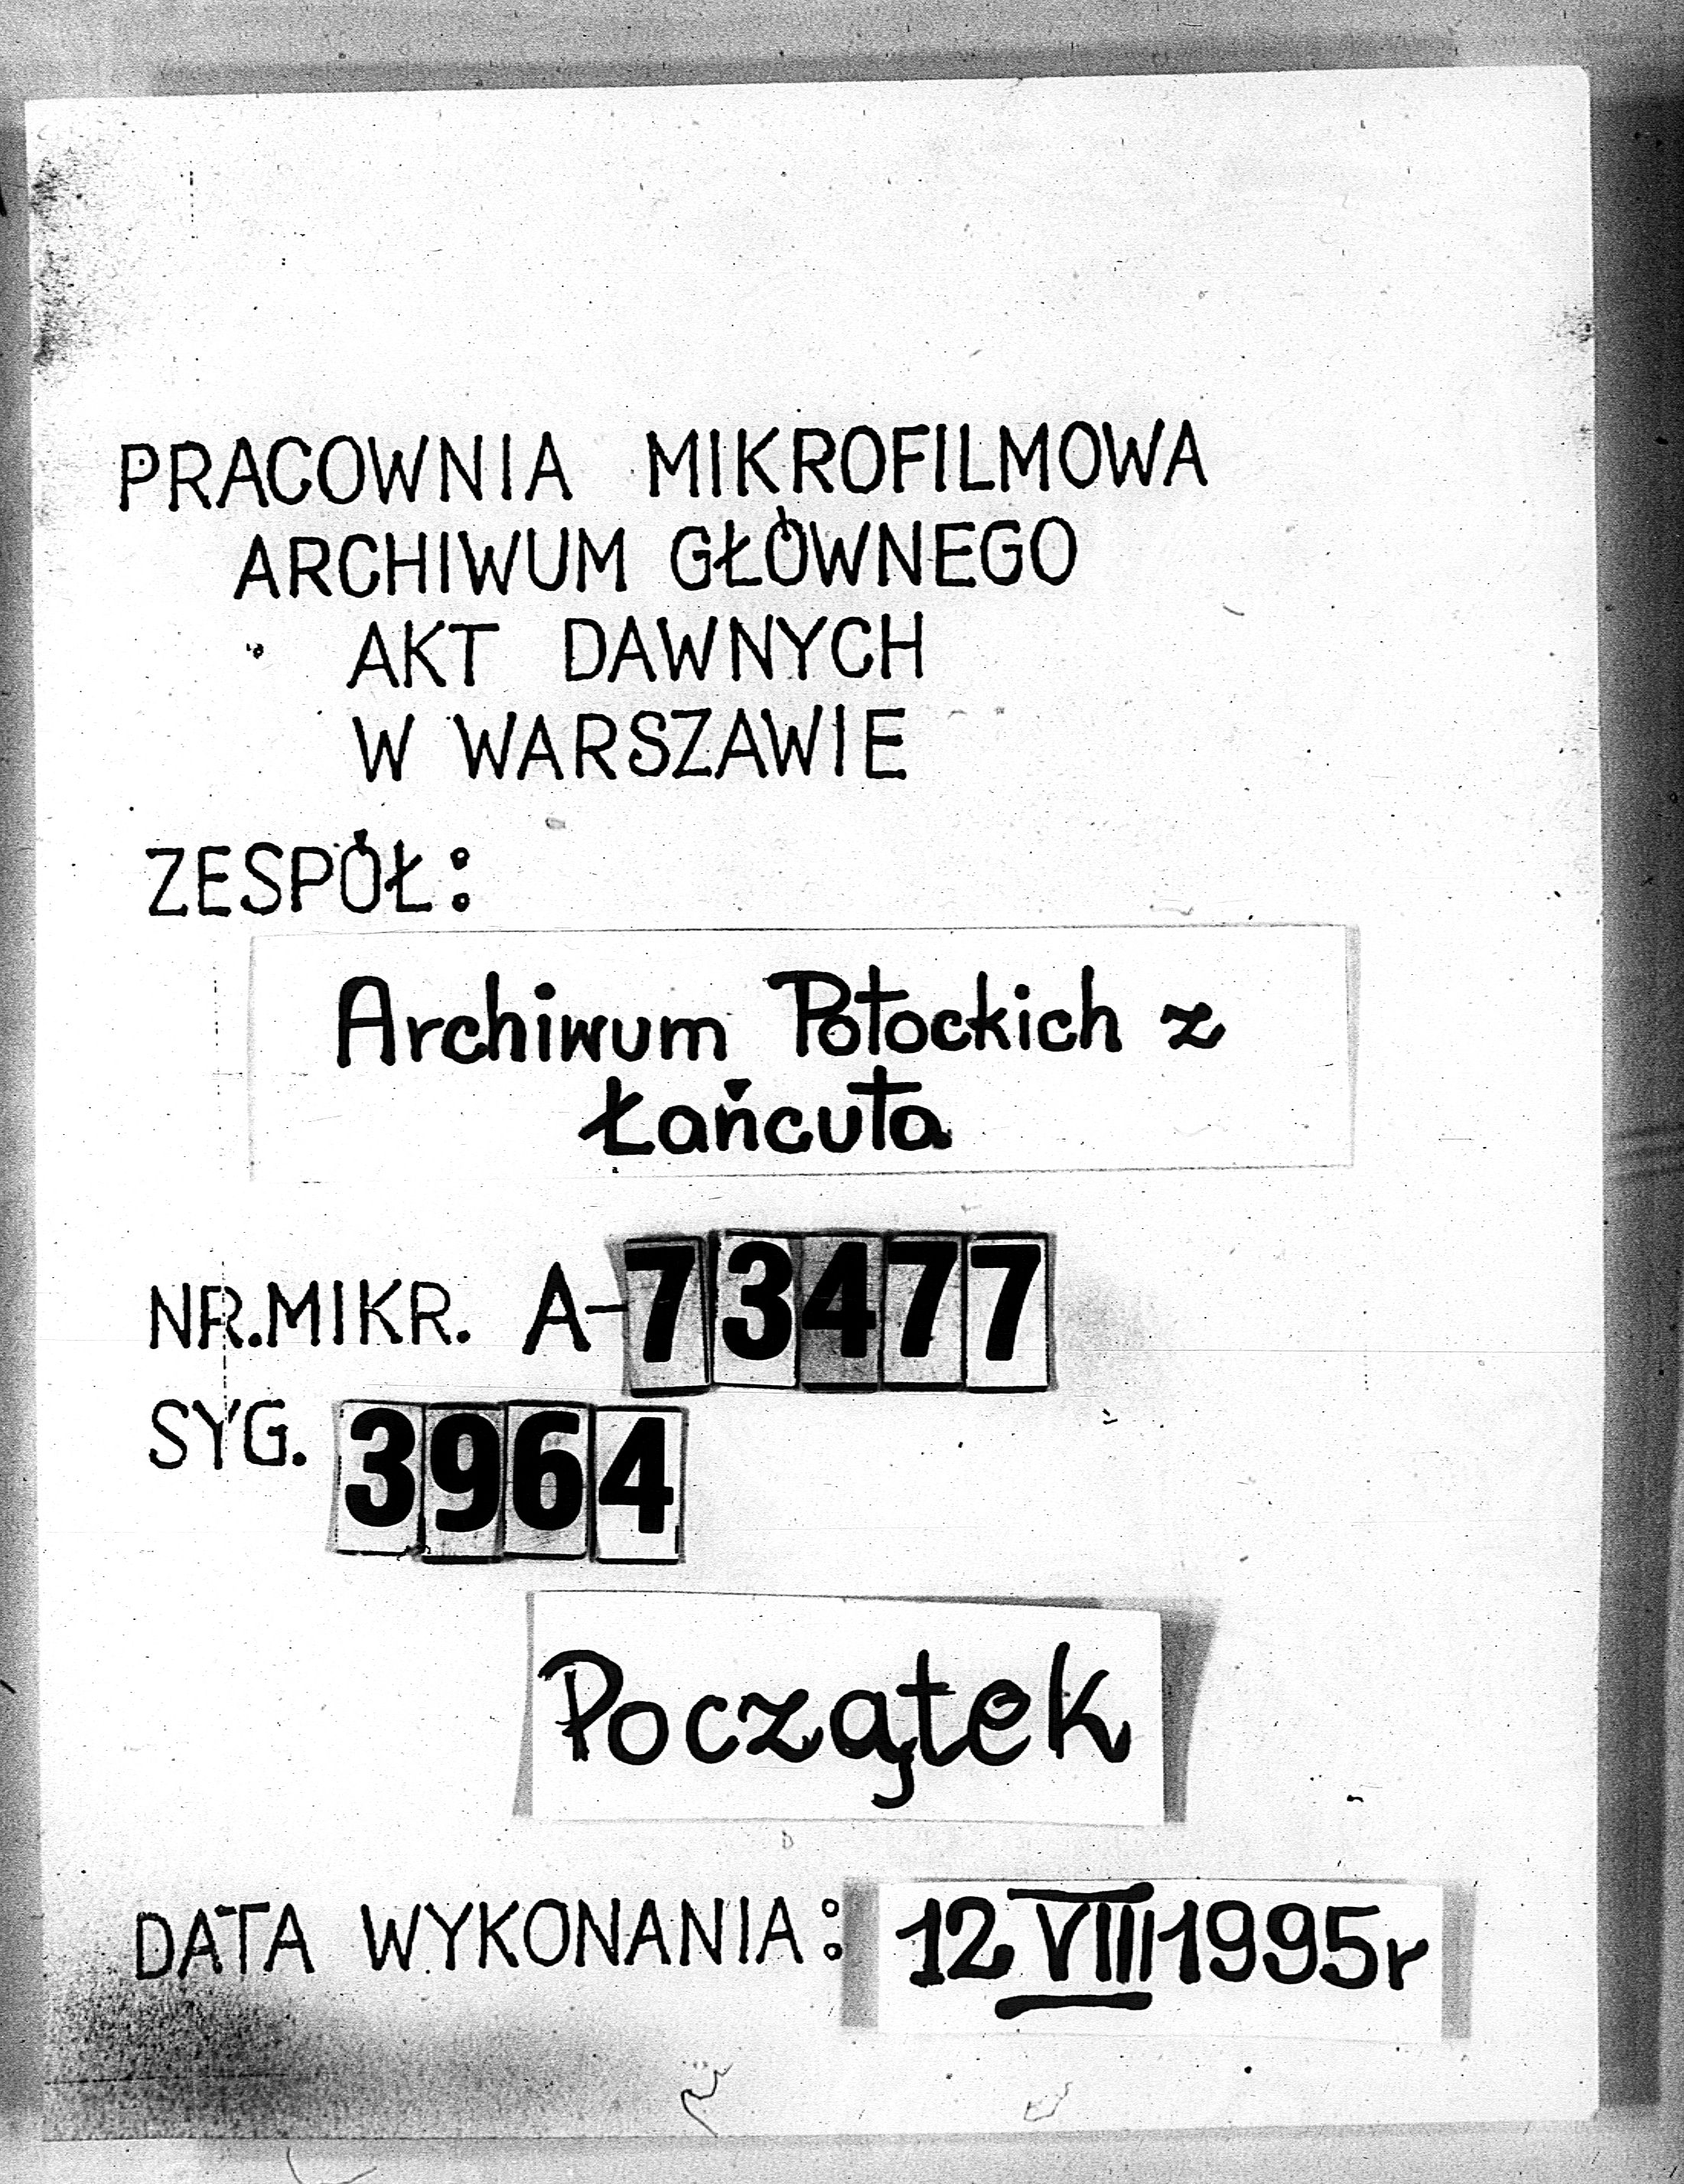 PRACOWNIA MIKROFILMOWA
ARCHIWUM GŁÓWNEGO
AKT DAWNYCH
W WARSZAWIE
ZESPÓŁ:
Archiwum Potockich z
Łańcuta
NR.MIKR. A-73477
SYG. 3964
Początek
DATA WYKONANIA: 12 VIII 1995r